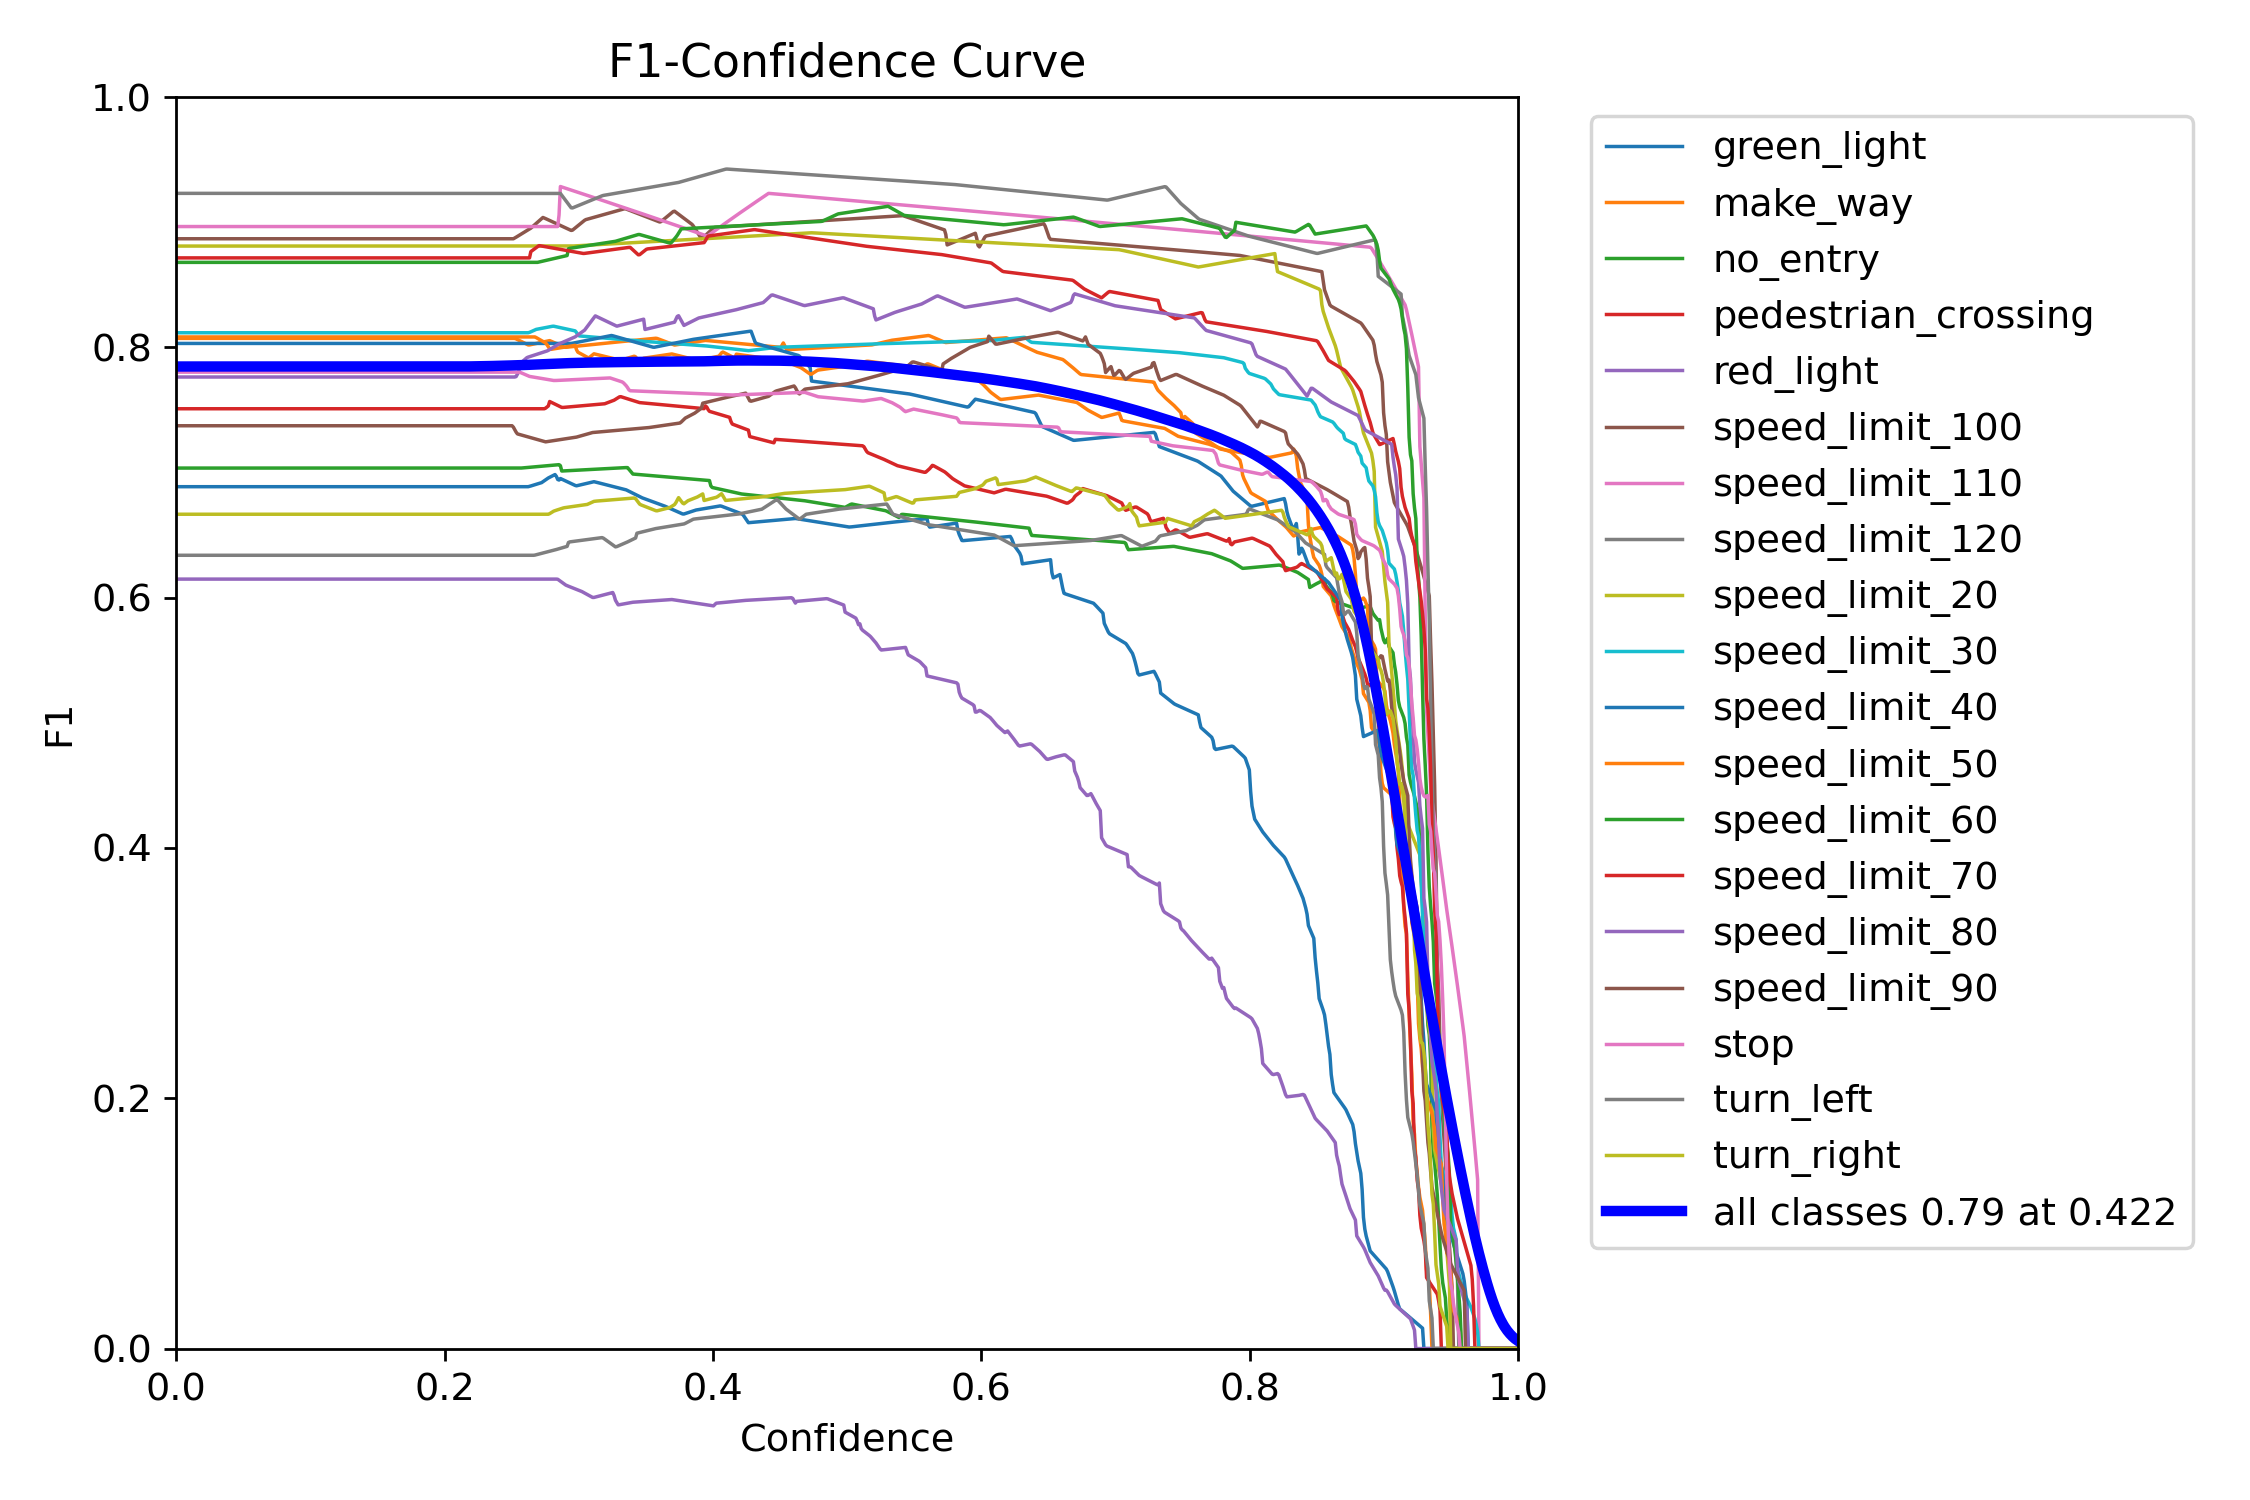 F1-Confidence Curve
1.0
0.8
0.6
0.4
0.2
0.0
F1
0.0 0.2 0.4 0.6 0.8 1.0
Confidence
green_light
make_way
no_entry
pedestrian_crossing
red_light
speed_limit_100
speed_limit_110
speed_limit_120
speed_limit_20
speed_limit_30
speed_limit_40
speed_limit_50
speed_limit_60
speed_limit_70
speed_limit_80
speed_limit_90
stop
turn_left
turn_right
all classes 0.79 at 0.422